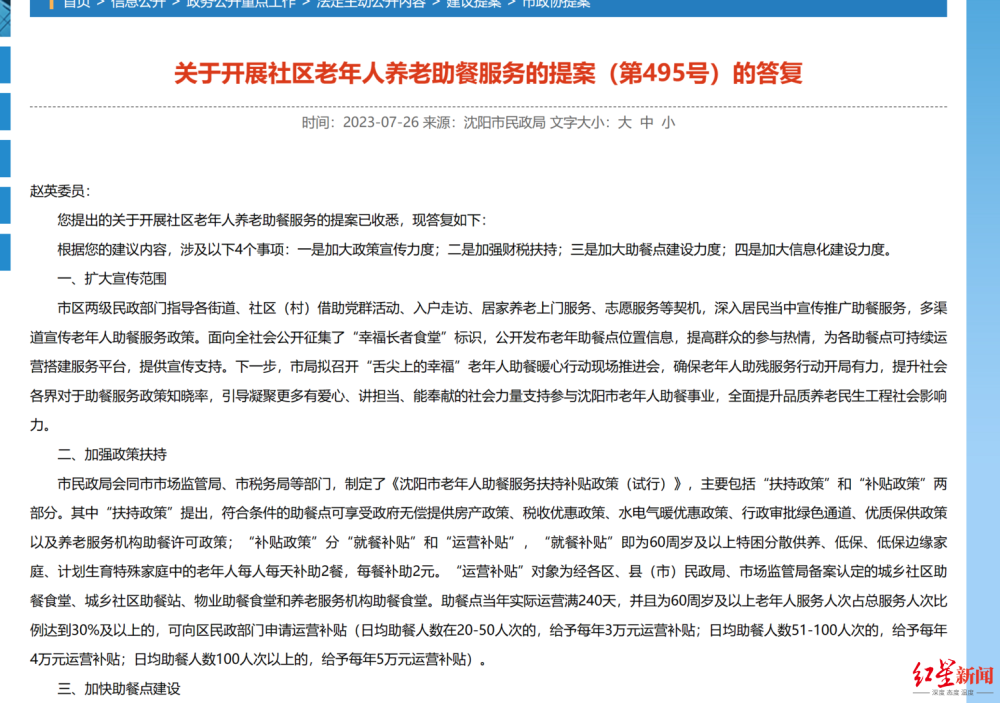 首页 > 信息公开 > 政务公开重点工作 > 法定主动公开内容 > 建议提案 > 市政协提案
关于开展社区老年人养老助餐服务的提案（第495号）的答复
时间：2023-07-26 来源：沈阳市民政局 文字大小：大 中 小
赵英委员：
您提出的关于开展社区老年人养老助餐服务的提案已收悉，现答复如下：
根据您的建议内容，涉及以下4个事项：一是加大政策宣传力度；二是加强财税扶持；三是加大助餐点建设力度；四是加大信息化建设力度。
一、扩大宣传范围
市区两级民政部门指导各街道、社区（村）借助党群活动、入户走访、居家养老上门服务、志愿服务等契机，深入居民当中宣传推广助餐服务，多渠
道宣传老年人助餐服务政策。面向全社会公开征集了“幸福长者食堂”标识，公开发布老年助餐点位置信息，提高群众的参与热情，为各助餐点可持续运
营搭建服务平台，提供宣传支持。下一步，市局拟召开“舌尖上的幸福”老年人助餐暖心行动现场推进会，确保老年人助残服务行动开局有力，提升社会
各界对于助餐服务政策知晓率，引导凝聚更多有爱心、讲担当、能奉献的社会力量支持参与沈阳市老年人助餐事业，全面提升品质养老民生工程社会影响
力。
二、加强政策扶持
市民政局会同市市场监管局、市税务局等部门，制定了《沈阳市老年人助餐服务扶持补贴政策（试行）》，主要包括“扶持政策”和“补贴政策”两
部分。其中“扶持政策”提出，符合条件的助餐点可享受政府无偿提供房产政策、税收优惠政策、水电气暖优惠政策、行政审批绿色通道、优质保供政策
以及养老服务机构助餐许可政策；“补贴政策”分“就餐补贴”和“运营补贴”，“就餐补贴”即为60周岁及以上特困分散供养、低保、低保边缘家
庭、计划生育特殊家庭中的老年人每人每天补助2餐，每餐补助2元。“运营补贴”对象为经各区、县（市）民政局、市场监管局备案认定的城乡社区助
餐食堂、城乡社区助餐站、物业助餐食堂和养老服务机构助餐食堂。助餐点当年实际运营满240天，并且为60周岁及以上老年人服务人次占总服务人次比
例达到30%及以上的，可向区民政部门申请运营补贴（日均助餐人数在20-50人次的，给予每年3万元运营补贴；日均助餐人数51-100人次的，给予每年
4万元运营补贴；日均助餐人数100人次以上的，给予每年5万元运营补贴）。
三、加快助餐点建设
红星新闻
深度 态度 温度